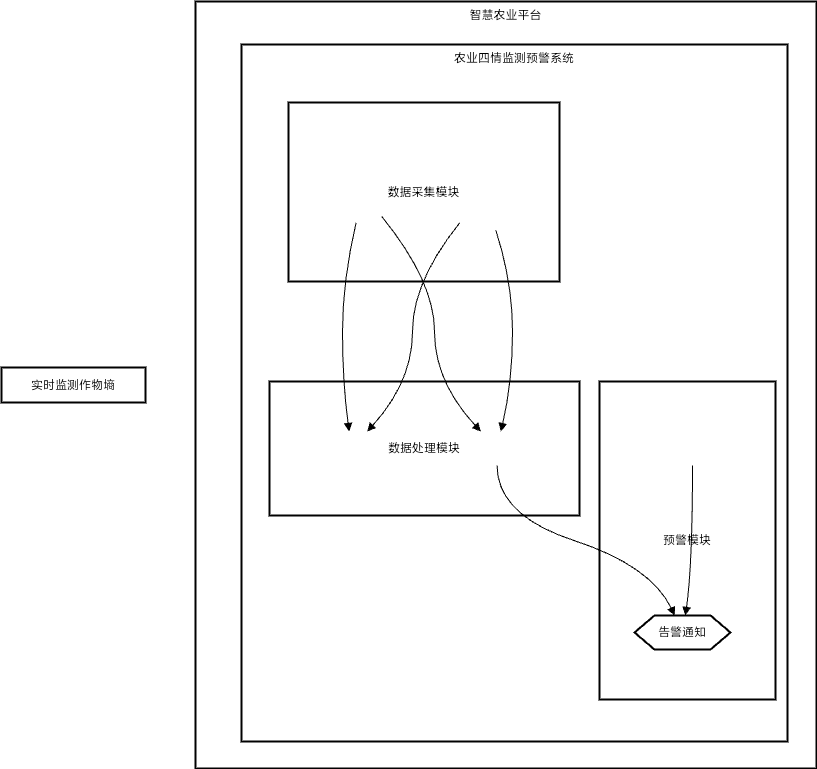 智慧农业平台
农业四情监测预警系统
数据采集模块
实时监测作物墒
数据处理模块
预警模块
告警通知